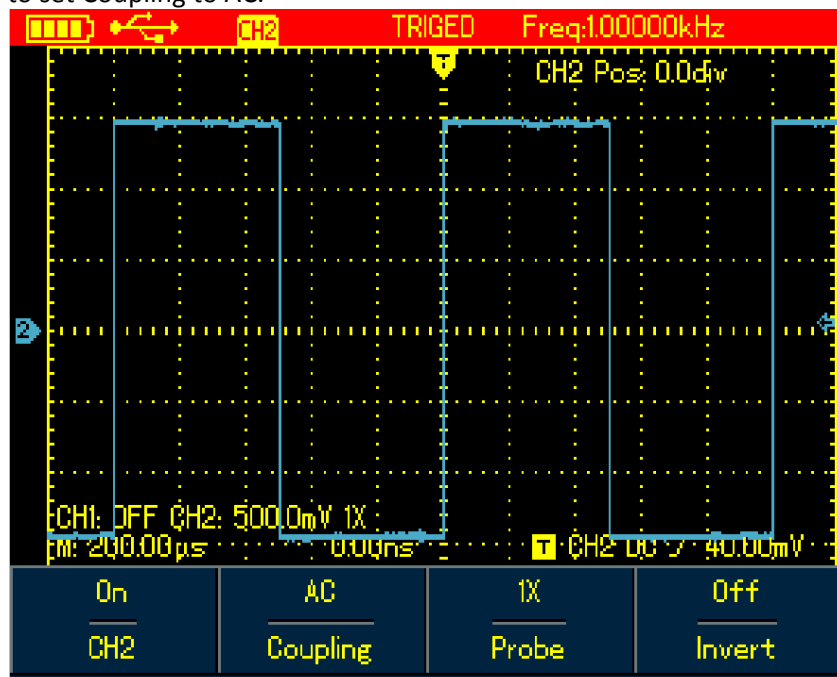 to set Coupling to AC.
CH2 TRIGED Freq:1.00000kHz
T CH2 Pos: 0.0div
2
CH1: OFF CH2: 500.0mV 1X
M: 200.00μs 0.00ns T CH2 DC 40.00mV
On AC 1X Off
CH2 Coupling Probe Invert